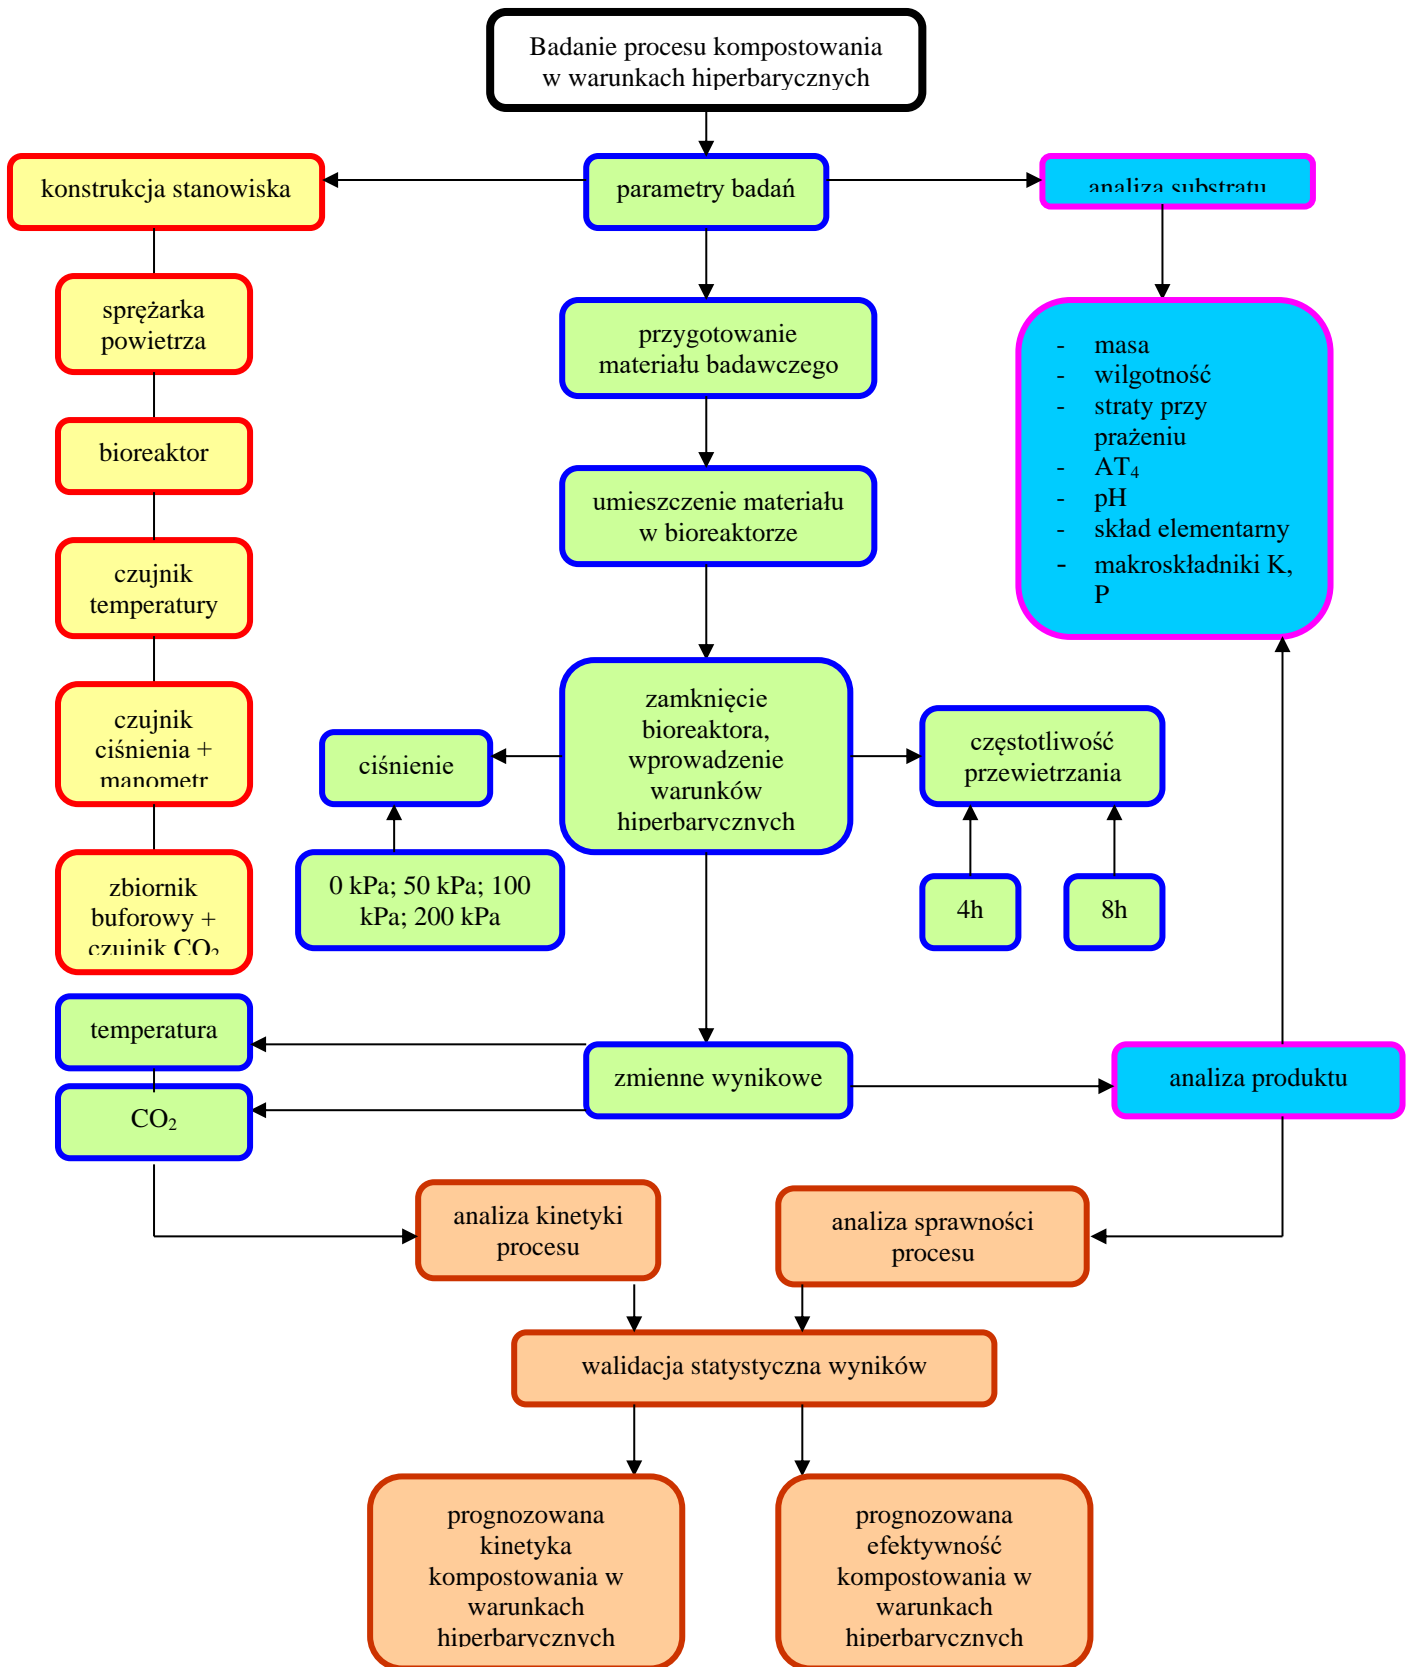 Badanie procesu kompostowania
w warunkach hiperbarycznych
konstrukcja stanowiska
parametry badań
analiza substratu
sprężarka
powietrza
przygotowanie
materiału badawczego
- masa
- wilgotność
- straty przy
prażeniu
- AT₄
- pH
- skład elementarny
- makroskładniki K,
P
bioreaktor
umieszczenie materiału
w bioreaktorze
czujnik
temperatury
czujnik
ciśnienia +
manometr
ciśnienie
zamknięcie
bioreaktora,
wprowadzenie
warunków
hiperbarycznych
częstotliwość
przewietrzania
zbiornik
buforowy +
czujnik CO₂
0 kPa; 50 kPa; 100
kPa; 200 kPa
4h
8h
temperatura
zmienne wynikowe
analiza produktu
CO₂
analiza kinetyki
procesu
analiza sprawności
procesu
walidacja statystyczna wyników
prognozowana
kinetyka
kompostowania w
warunkach
hiperbarycznych
prognozowana
efektywność
kompostowania w
warunkach
hiperbarycznych